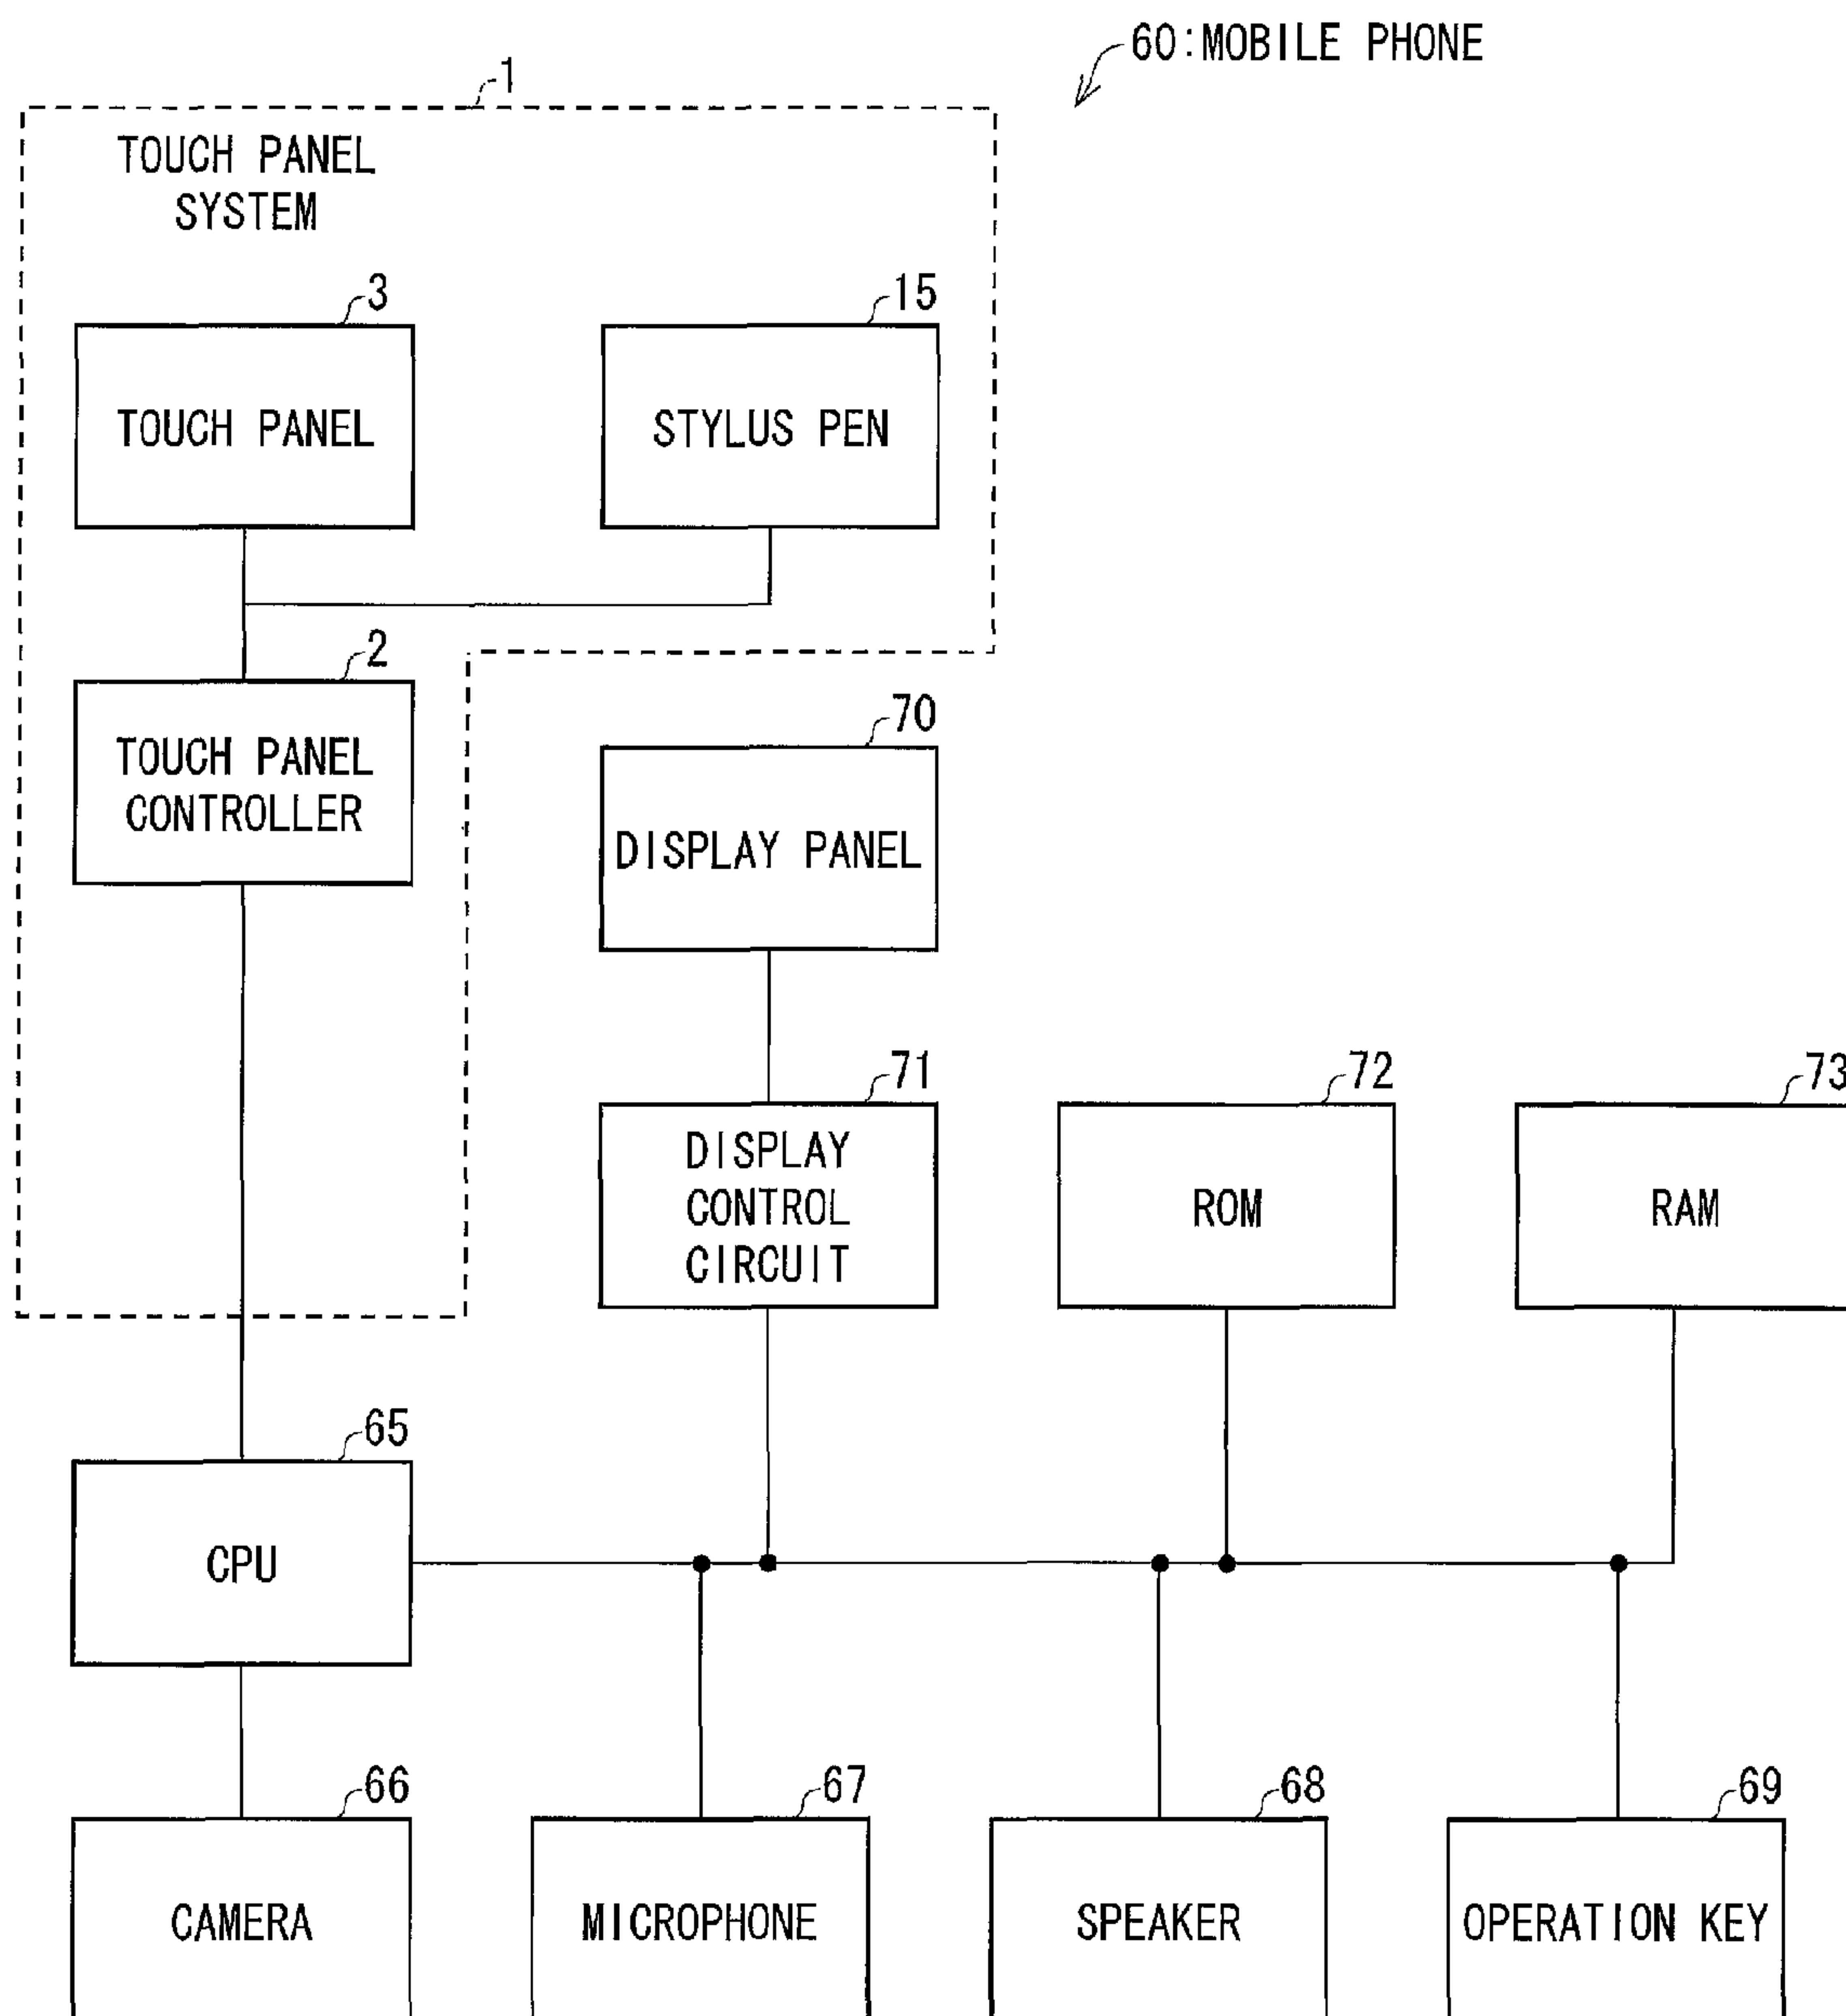 60:MOBILE PHONE
1
TOUCH PANEL
SYSTEM
3
15
TOUCH PANEL
STYLUS PEN
2
TOUCH PANEL
CONTROLLER
70
DISPLAY PANEL
71
72
73
DISPLAY
CONTROL
CIRCUIT
ROM
RAM
65
CPU
66
67
68
69
CAMERA
MICROPHONE
SPEAKER
OPERATION KEY